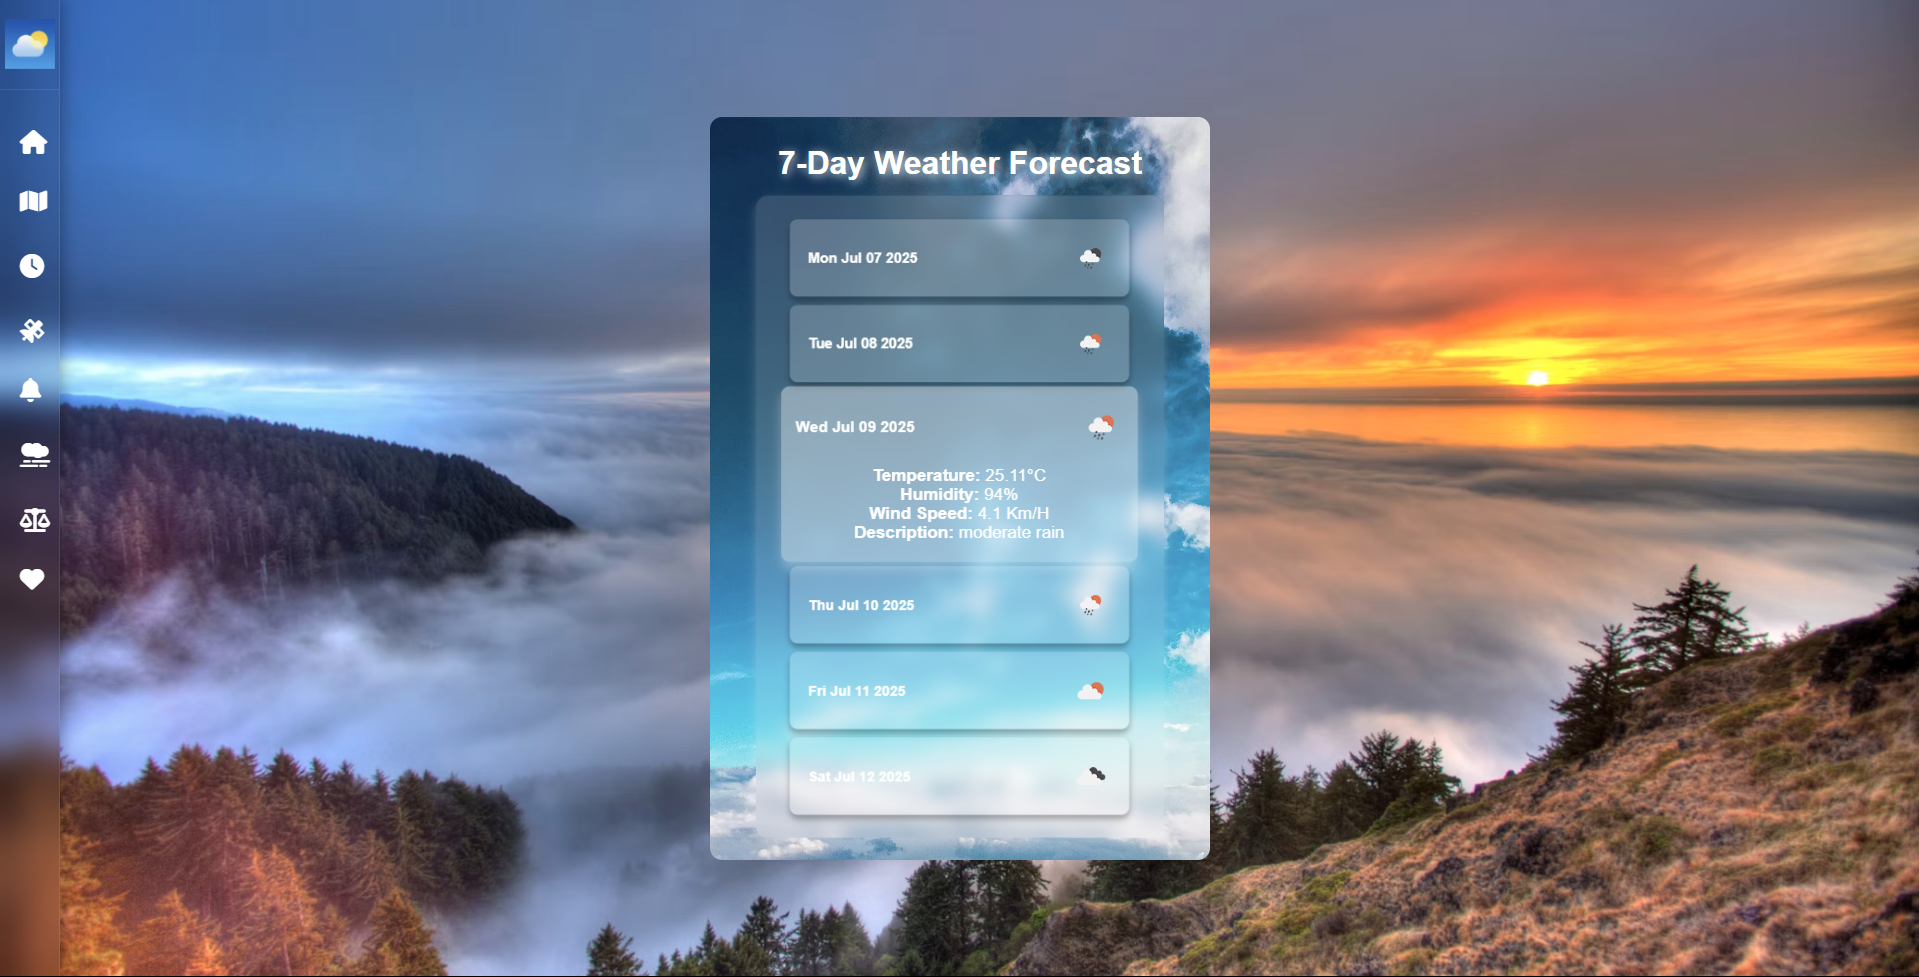 7-Day Weather Forecast
Mon Jul 07 2025
Tue Jul 08 2025
Wed Jul 09 2025
Temperature: 25.11°C
Humidity: 94%
Wind Speed: 4.1 Km/H
Description: moderate rain
Thu Jul 10 2025
Fri Jul 11 2025
Sat Jul 12 2025